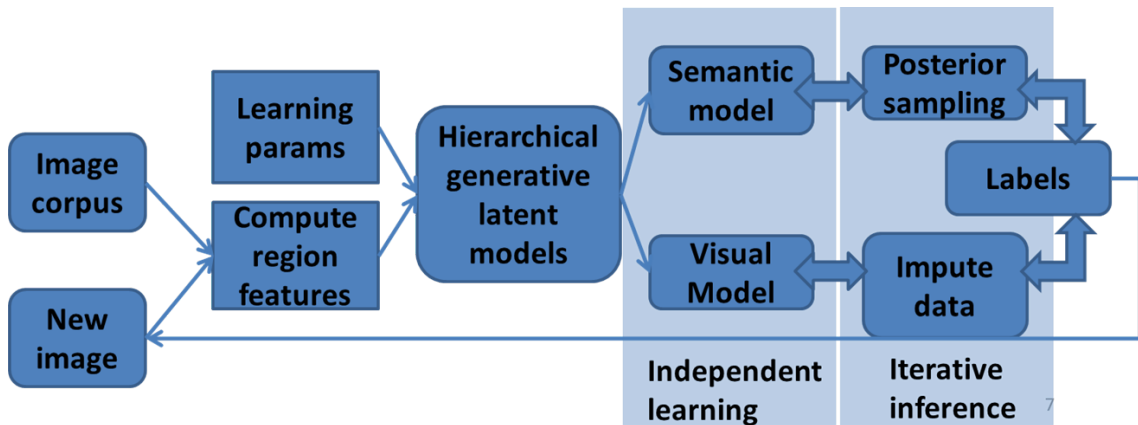 Image
corpus
New
image
Learning
params
Compute
region
features
Hierarchical
generative
latent
models
Semantic
model
Visual
Model
Independent
learning
Posterior
sampling
Impute
data
Iterative
inference
Labels
7